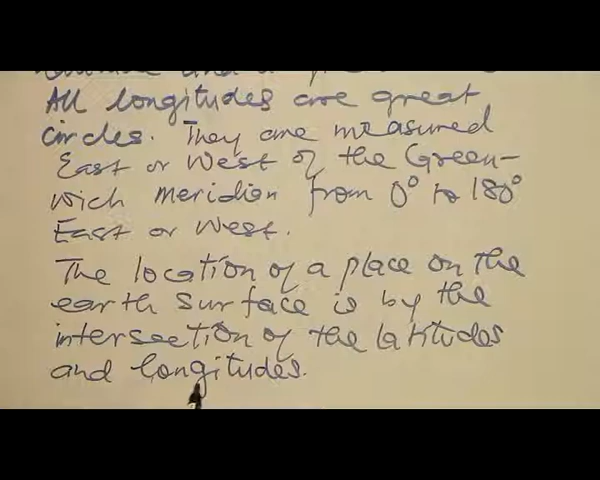 All longitudes are great
circles. They are measured
East or West of the Green-
wich Meridian from 0° to 180°
East or West.
The location of a place on the
earth surface is by the
intersection of the latitudes
and longitudes.